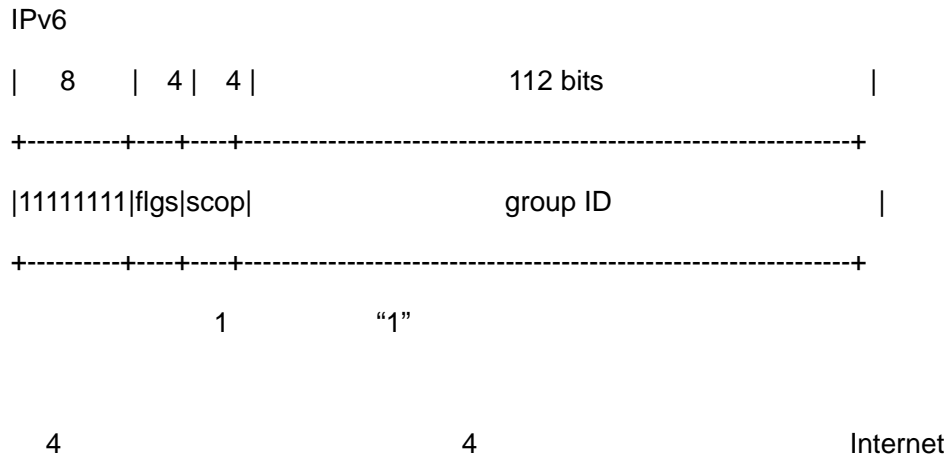 IPv6
| 8 | 4 | 4 | 112 bits |
+----------+----+----+-----------------------------------------------------------------+
|11111111|flgs|scop| group ID |
+----------+----+----+-----------------------------------------------------------------+
1 “1”
4 4 Internet